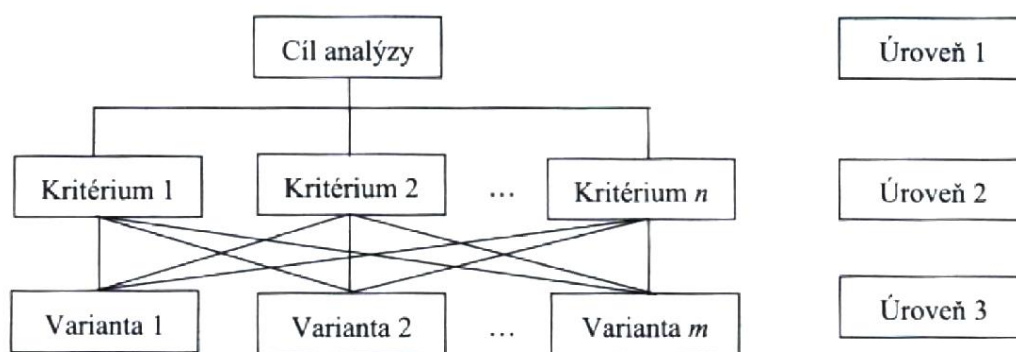 Cíl analýzy
Úroveň 1
Kritérium 1
Kritérium 2
...
Kritérium n
Úroveň 2
Varianta 1
Varianta 2
...
Varianta m
Úroveň 3